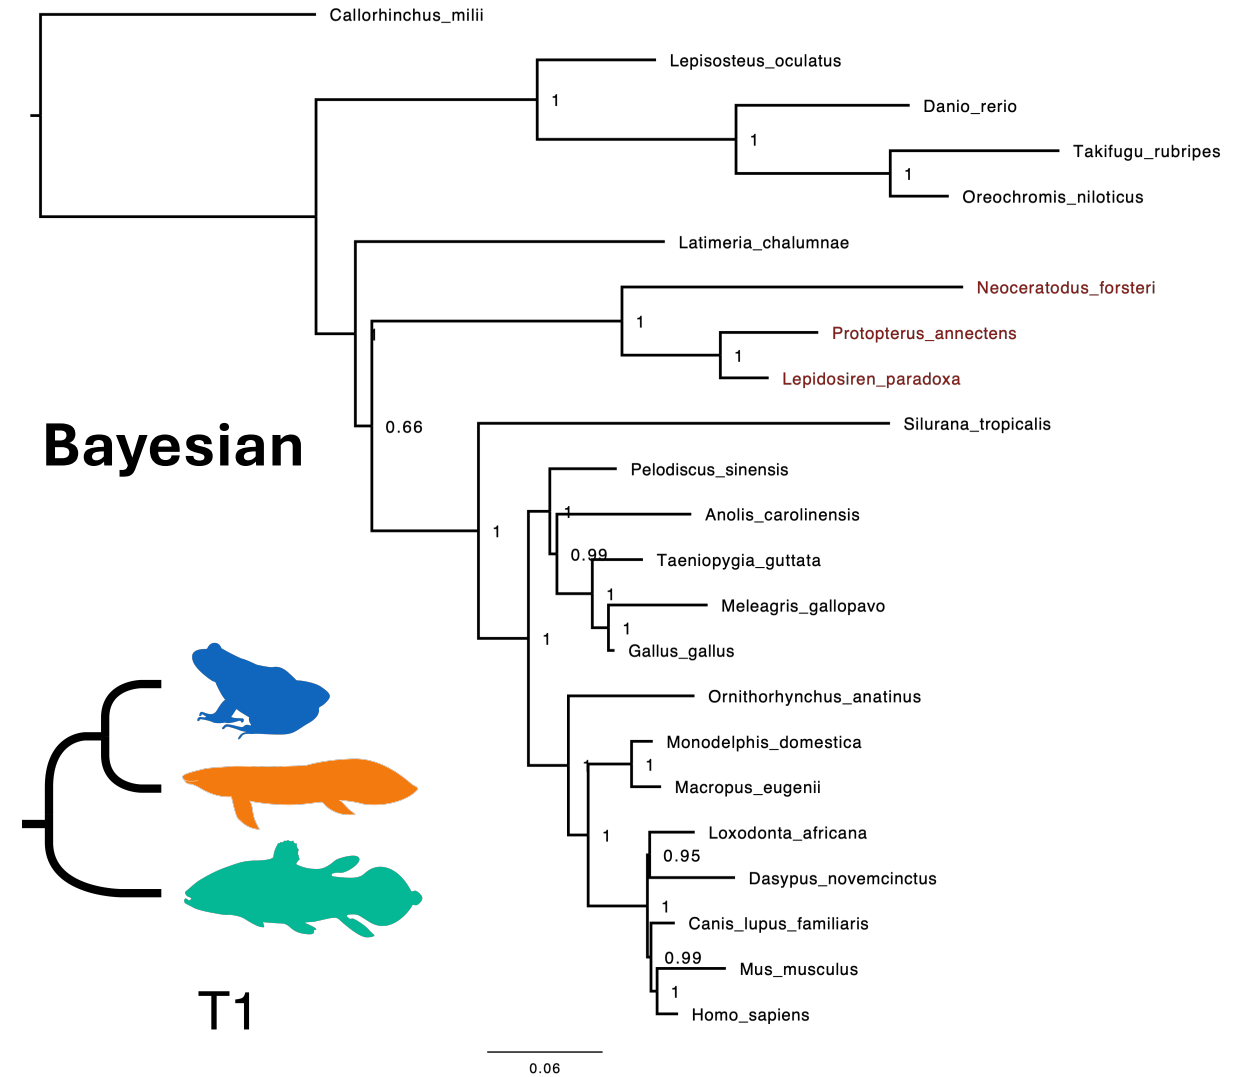 Callorhinchus_milii
Lepisosteus_oculatus
1
Danio_rerio
1
Takifugu_rubripes
1
Oreochromis_niloticus
Latimeria_chalumnae
Neoceratodus_forsteri
1
1
Protopterus_annectens
1
Lepidosiren_paradoxa
Silurana_tropicalis
0.66
Bayesian
Pelodiscus_sinensis
1
Anolis_carolinensis
1
0.99
Taeniopygia_guttata
1
Meleagris_gallopavo
1
1
Gallus_gallus
Ornithorhynchus_anatinus
Monodelphis_domestica
1
1
Macropus_eugenii
Loxodonta_africana
1
0.95
Dasypus_novemcinctus
1
Canis_lupus_familiaris
0.99
Mus_musculus
1
Homo_sapiens
T1
0.06